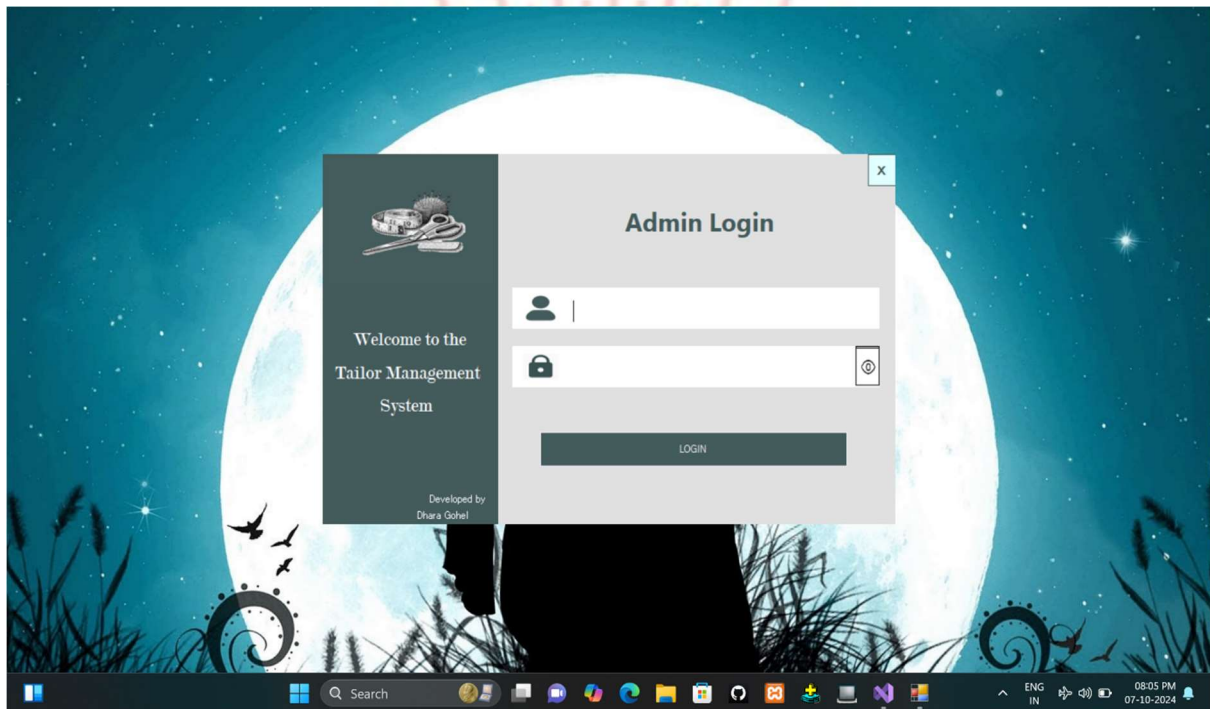 x
Admin Login
Welcome to the
Tailor Management
System
LOGIN
Developed by
Dhara Gohel
Search
ENG
IN
08:05 PM
07-10-2024